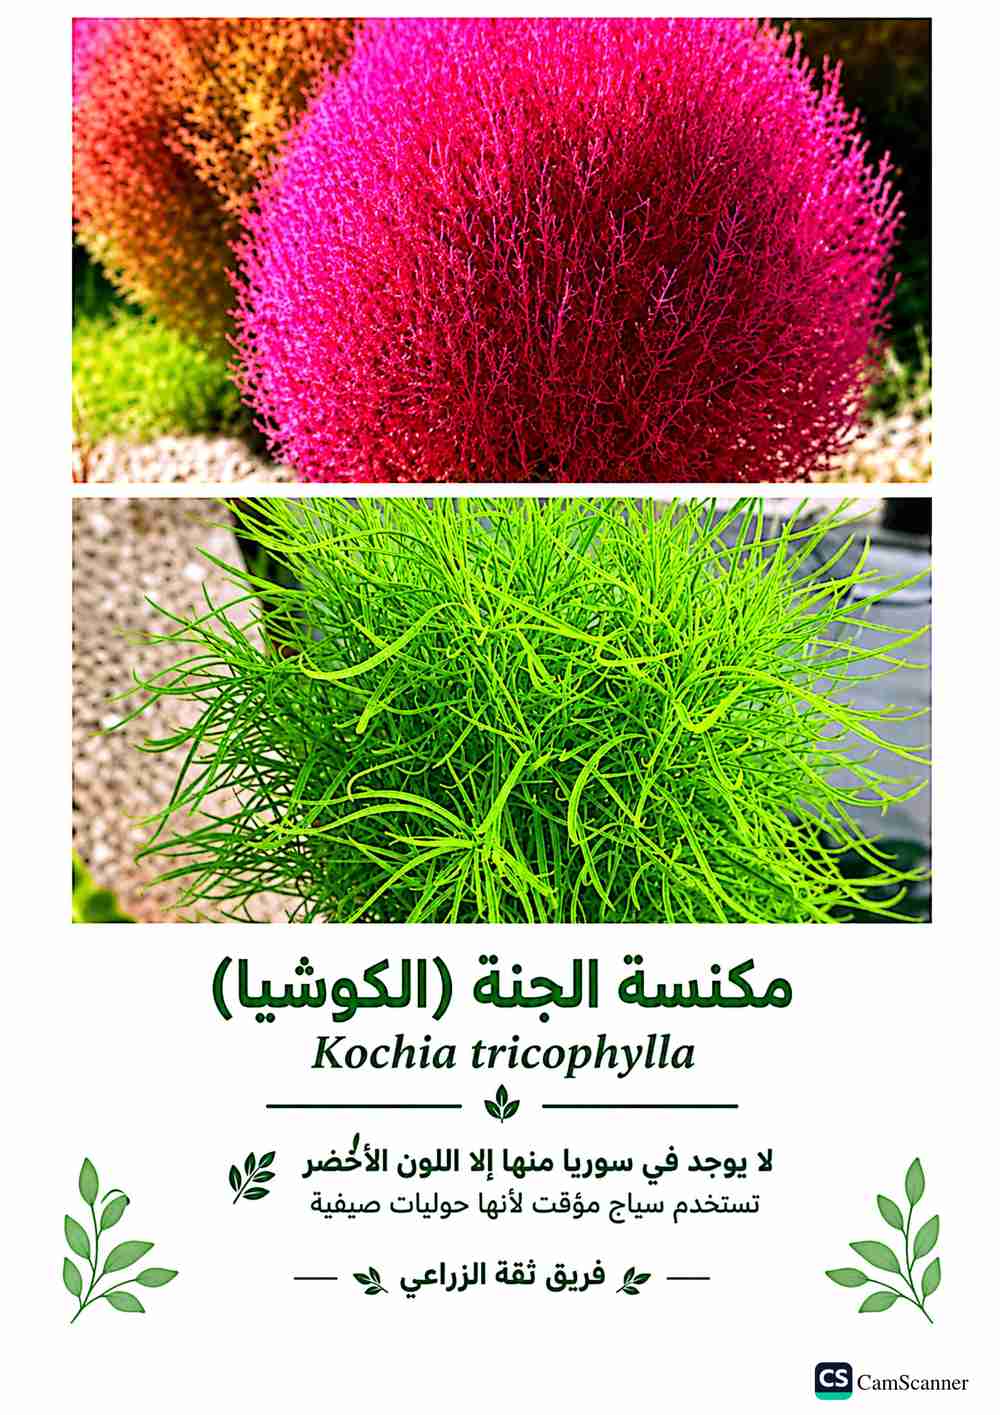 مكنسة الجنة (الكوشيا)
Kochia tricophylla
لا يوجد في سوريا منها إلا اللون الأخضر
تستخدم سياج مؤقت لأنها حوليات صيفية
فريق ثقة الزراعي
CS CamScanner